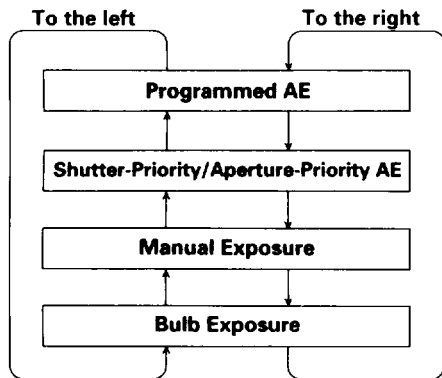 To the left
To the right
Programmed AE
Shutter-Priority/Aperture-Priority AE
Manual Exposure
Bulb Exposure